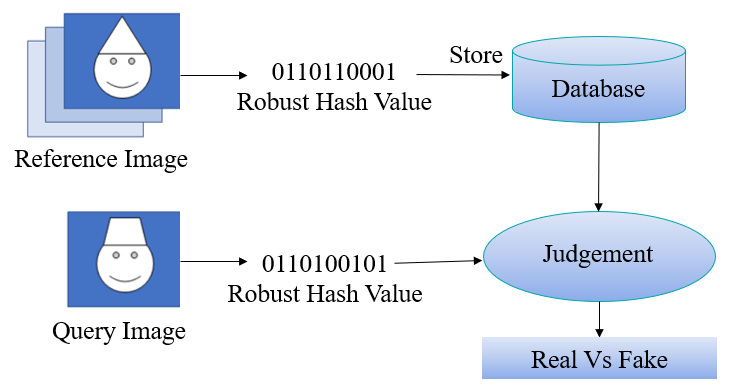 0110110001
Robust Hash Value
Store
Database
Reference Image
0110100101
Robust Hash Value
Judgement
Query Image
Real Vs Fake